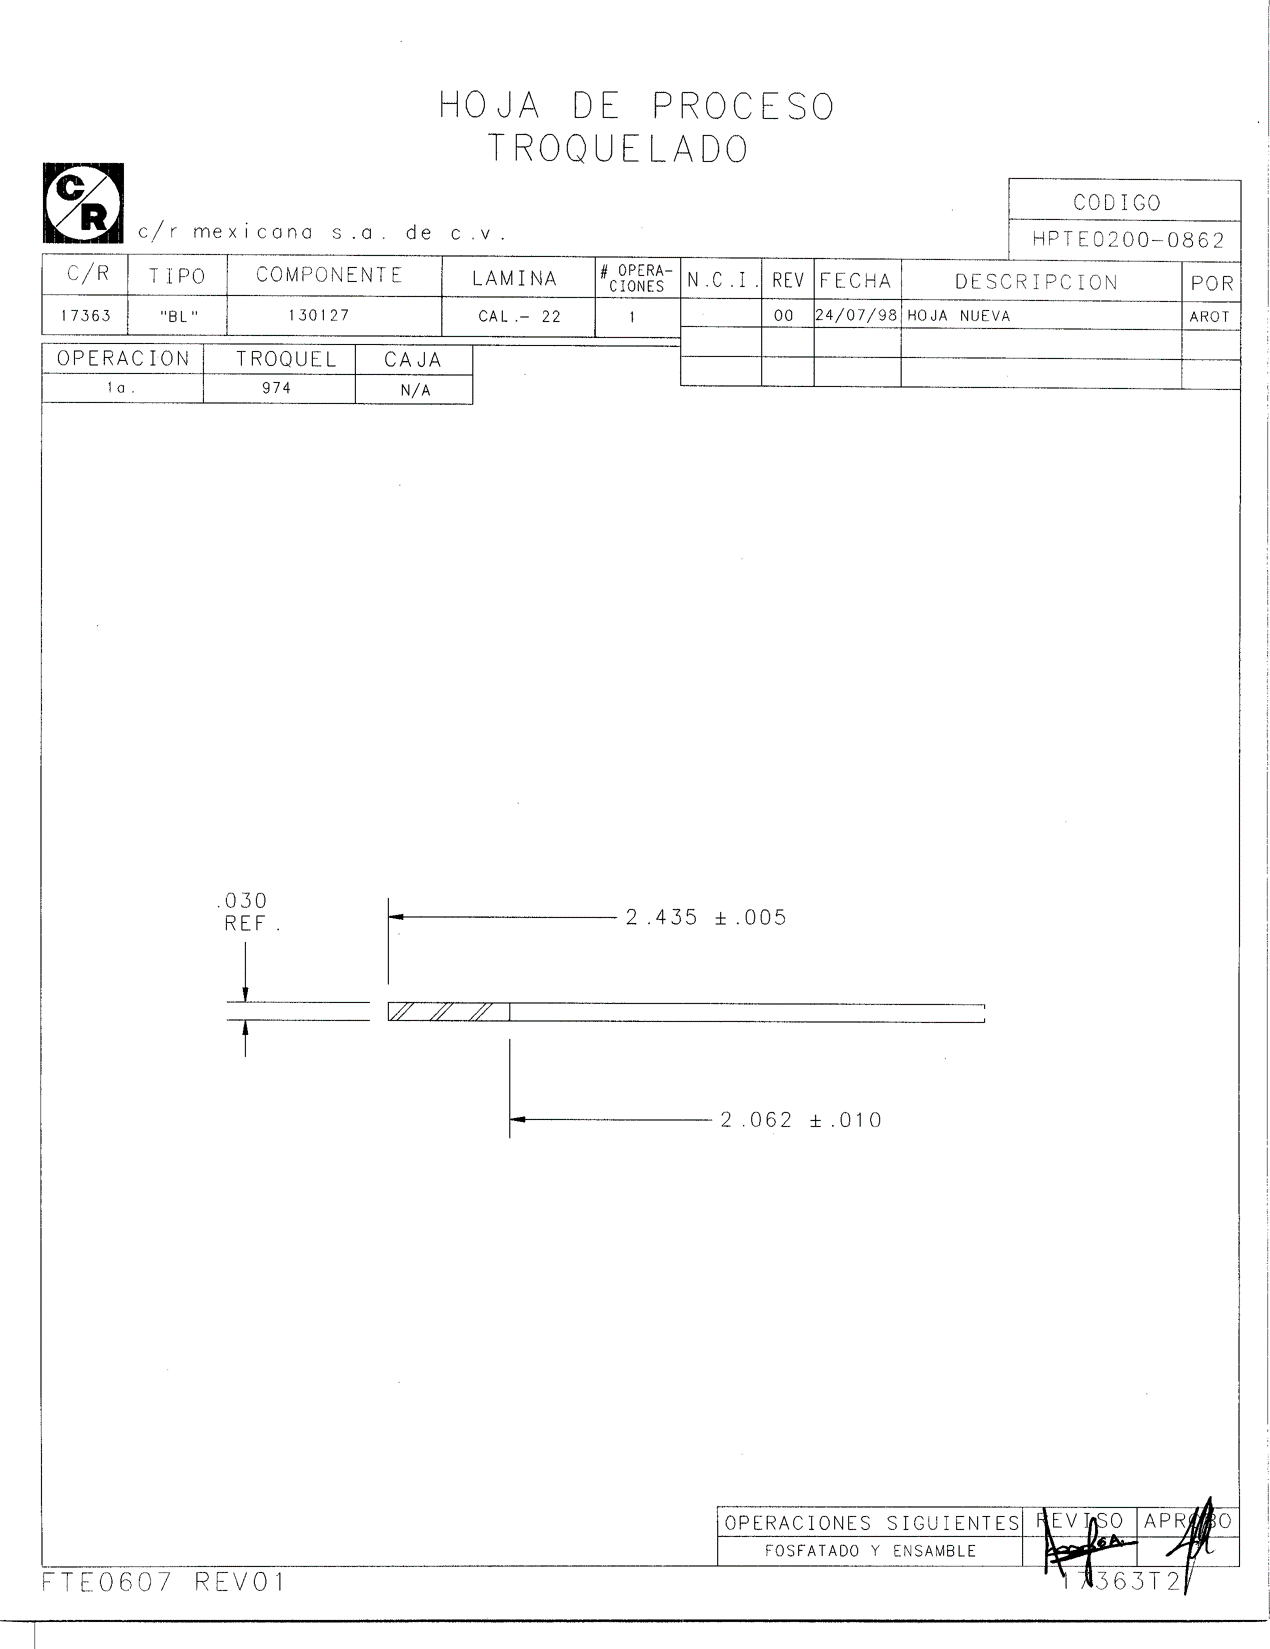 HOJA DE PROCESO
TROQUELADO
C/R
c/r mexicana s.a. de c.v.
CODIGO
HPTE0200-0862
C/R TIPO COMPONENTE LAMINA # OPERA-CIONES N.C.I. REV FECHA DESCRIPCION POR
17363 "BL" 130127 CAL.- 22 1 00 24/07/98 HOJA NUEVA AROT
OPERACION TROQUEL CAJA
1a. 974 N/A
.030
REF.
2.435 ±.005
2.062 ±.010
OPERACIONES SIGUIENTES REVISO APROBO
FOSFATADO Y ENSAMBLE
FTE0607 REV01
17363T2